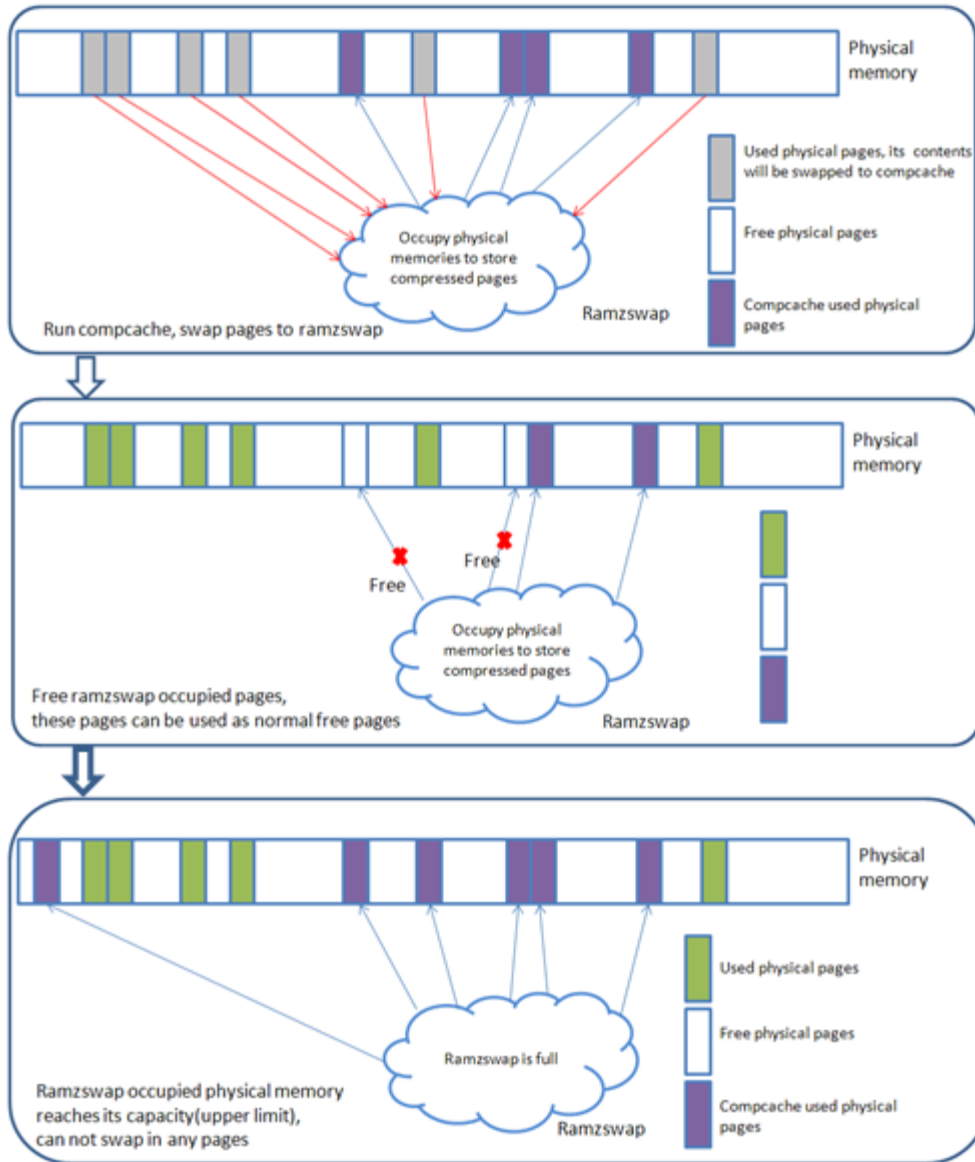 Physical
memory
Used physical pages, its contents
will be swapped to compcache
Free physical pages
Occupy physical
memories to store
compressed pages
Compcache used physical
pages
Ramzswap
Run compcache, swap pages to ramzswap
Physical
memory
Free
Free
Occupy physical
memories to store
compressed pages
Free ramzswap occupied pages,
these pages can be used as normal free pages
Ramzswap
Physical
memory
Used physical pages
Free physical pages
Ramzswap is full
Compcache used physical
pages
Ramzswap occupied physical memory
reaches its capacity(upper limit),
can not swap in any pages
Ramzswap